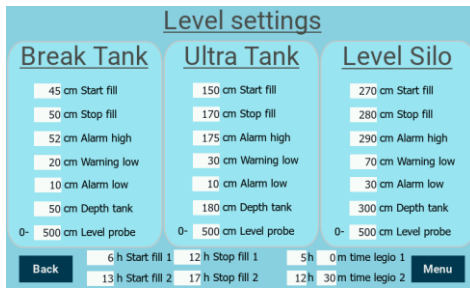 Level settings
Break Tank
45 cm Start fill
50 cm Stop fill
52 cm Alarm high
20 cm Warning low
10 cm Alarm low
50 cm Depth tank
0- 500 cm Level probe
Ultra Tank
150 cm Start fill
170 cm Stop fill
175 cm Alarm high
30 cm Warning low
10 cm Alarm low
180 cm Depth tank
0- 500 cm Level probe
Level Silo
270 cm Start fill
280 cm Stop fill
290 cm Alarm high
70 cm Warning low
30 cm Alarm low
300 cm Depth tank
0- 500 cm Level probe
6 h Start fill 1 12 h Stop fill 1 5h 0m time legio 1
13 h Start fill 2 17 h Stop fill 2 12h 30m time legio 2
Back
Menu